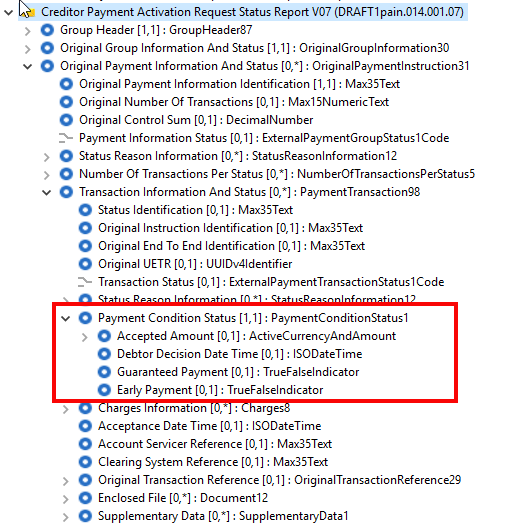 Creditor Payment Activation Request Status Report V07 (DRAFT1pain.014.001.07)
Group Header [1,1] : GroupHeader87
Original Group Information And Status [1,1] : OriginalGroupInformation30
Original Payment Information And Status [0,*] : OriginalPaymentInstruction31
Original Payment Information Identification [1,1] : Max35Text
Original Number Of Transactions [0,1] : Max15NumericText
Original Control Sum [0,1] : DecimalNumber
Payment Information Status [0,1] : ExternalPaymentGroupStatus1Code
Status Reason Information [0,*] : StatusReasonInformation12
Number Of Transactions Per Status [0,*] : NumberOfTransactionsPerStatus5
Transaction Information And Status [0,*] : PaymentTransaction98
Status Identification [0,1] : Max35Text
Original Instruction Identification [0,1] : Max35Text
Original End To End Identification [0,1] : Max35Text
Original UETR [0,1] : UUIDv4Identifier
Transaction Status [0,1] : ExternalPaymentTransactionStatus1Code
Status Reason Information [0,*] : StatusReasonInformation12
Payment Condition Status [1,1] : PaymentConditionStatus1
Accepted Amount [0,1] : ActiveCurrencyAndAmount
Debtor Decision Date Time [0,1] : ISODateTime
Guaranteed Payment [0,1] : TrueFalseIndicator
Early Payment [0,1] : TrueFalseIndicator
Charges Information [0,*] : Charges8
Acceptance Date Time [0,1] : ISODateTime
Account Servicer Reference [0,1] : Max35Text
Clearing System Reference [0,1] : Max35Text
Original Transaction Reference [0,1] : OriginalTransactionReference29
Enclosed File [0,*] : Document12
Supplementary Data [0,*] : SupplementaryData1